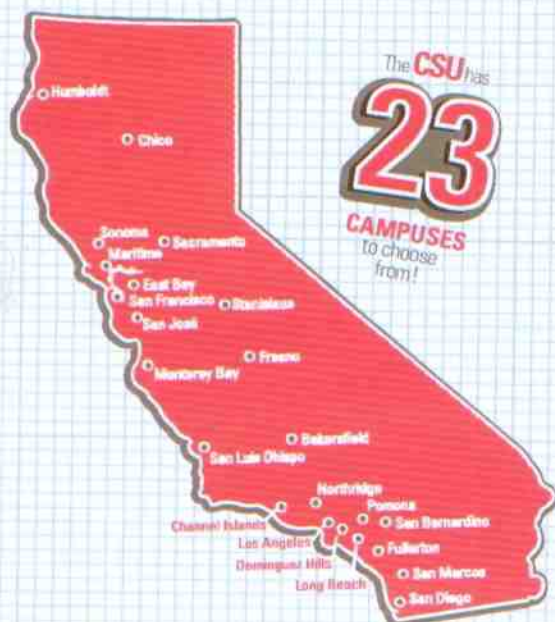 The CSU has
23
CAMPUSES
to choose
from!
Humboldt
Chico
Sonoma
Sacramento
Maritime
East Bay
San Francisco
Stanislaus
San José
Fresno
Monterey Bay
Bakersfield
San Luis Obispo
Northridge
Channel Islands
Pomona
San Bernardino
Los Angeles
Fullerton
Dominguez Hills
Long Beach
San Marcos
San Diego